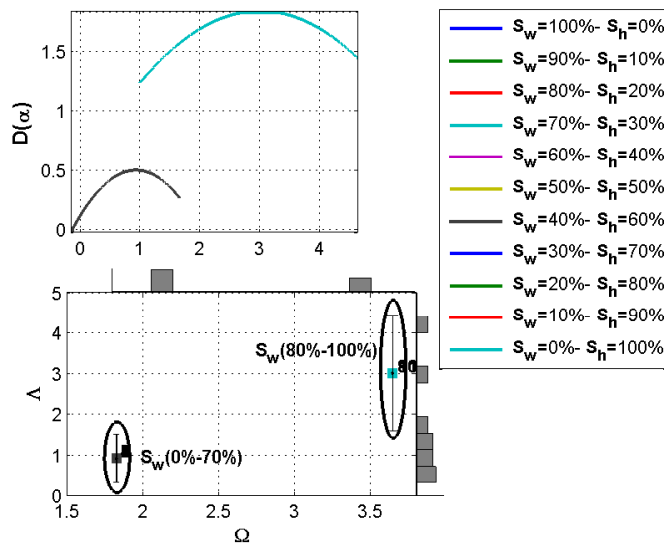 1.5
1
0.5
0
D(α)
0 1 2 3 4
S_w=100%- S_h=0%
S_w=90%- S_h=10%
S_w=80%- S_h=20%
S_w=70%- S_h=30%
S_w=60%- S_h=40%
S_w=50%- S_h=50%
S_w=40%- S_h=60%
S_w=30%- S_h=70%
S_w=20%- S_h=80%
S_w=10%- S_h=90%
S_w=0%- S_h=100%
5
4
3
2
1
0
Λ
S_w(80%-100%)
S_w(0%-70%)
1.5 2 2.5 3 3.5
Ω